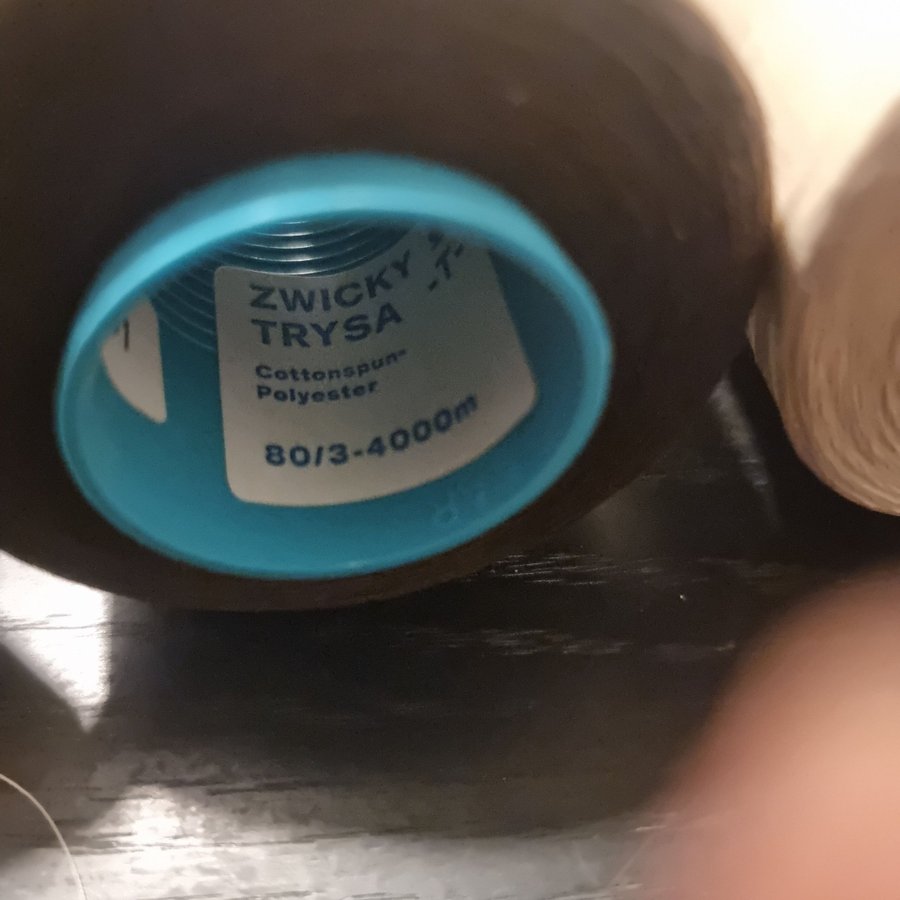 ZWICKY
TRYSA
Cottonspun-
Polyester
80/3-4000m